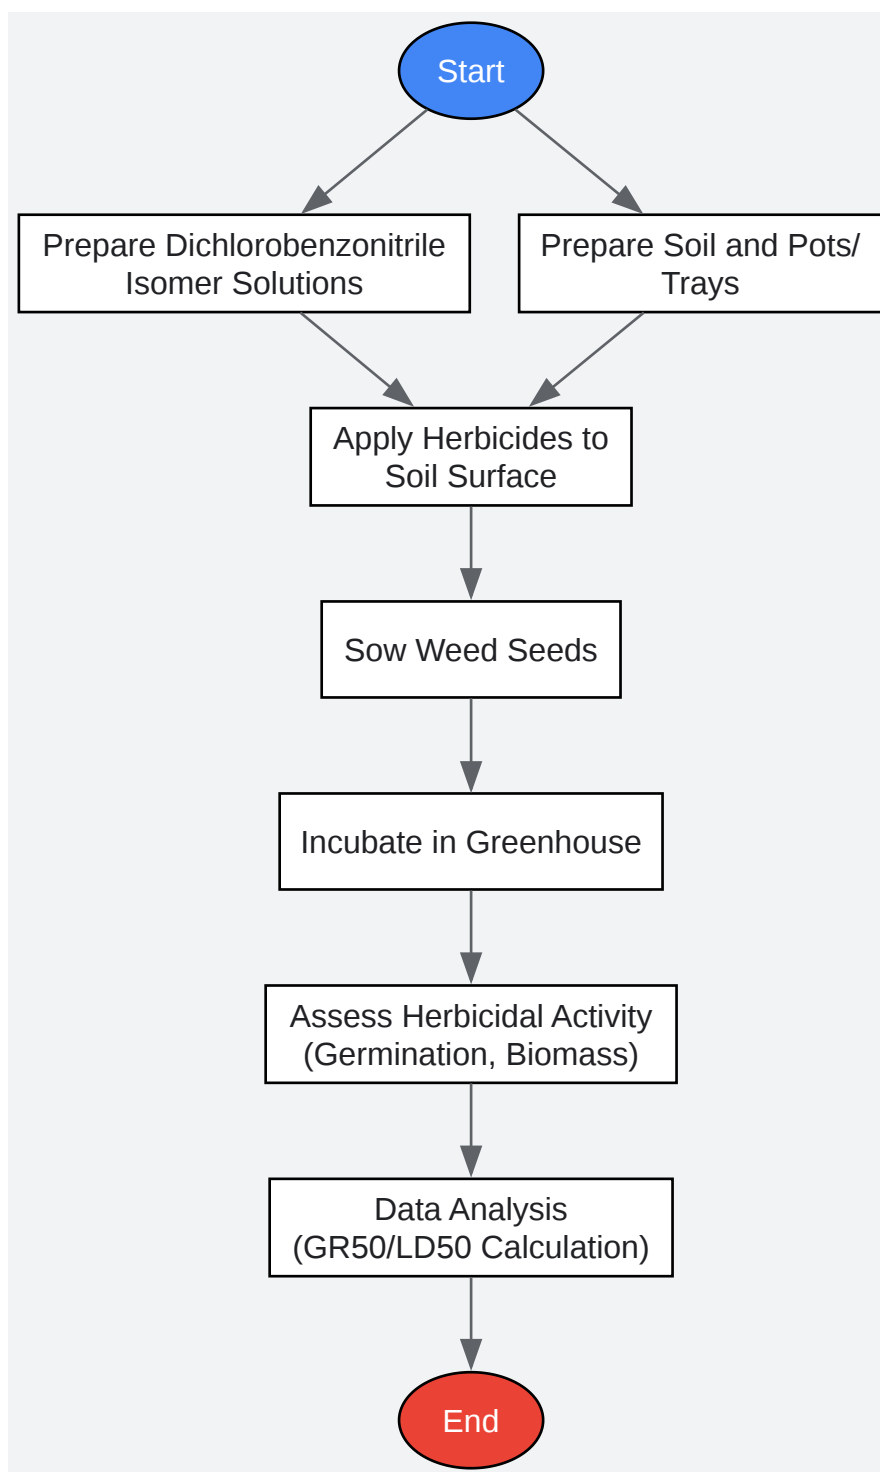 Start
Prepare Dichlorobenzonitrile
Isomer Solutions
Prepare Soil and Pots/
Trays
Apply Herbicides to
Soil Surface
Sow Weed Seeds
Incubate in Greenhouse
Assess Herbicidal Activity
(Germination, Biomass)
Data Analysis
(GR50/LD50 Calculation)
End